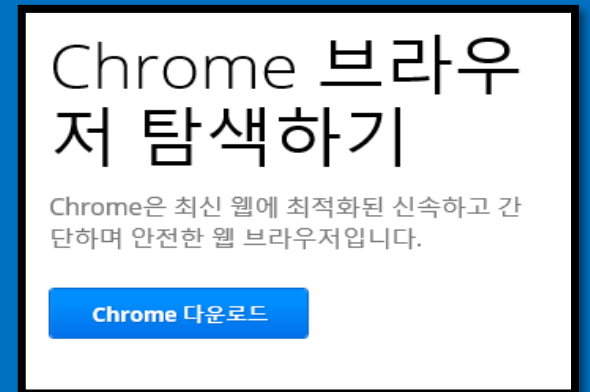 Chrome 브라우
저 탐색하기
Chrome은 최신 웹에 최적화된 신속하고 간
단하며 안전한 웹 브라우저입니다.
Chrome 다운로드